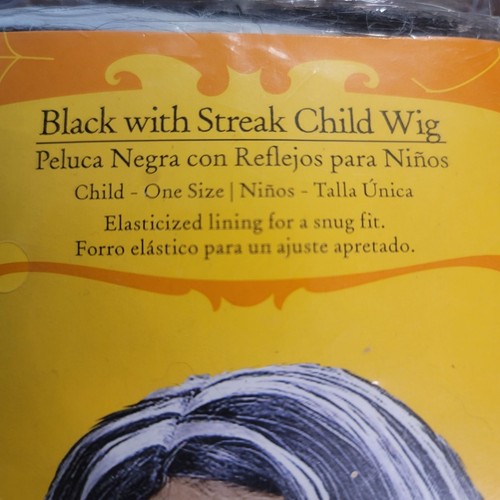 Black with Streak Child Wig
Peluca Negra con Reflejos para Niños
Child - One Size | Niños - Talla Única
Elasticized lining for a snug fit.
Forro elástico para un ajuste apretado.